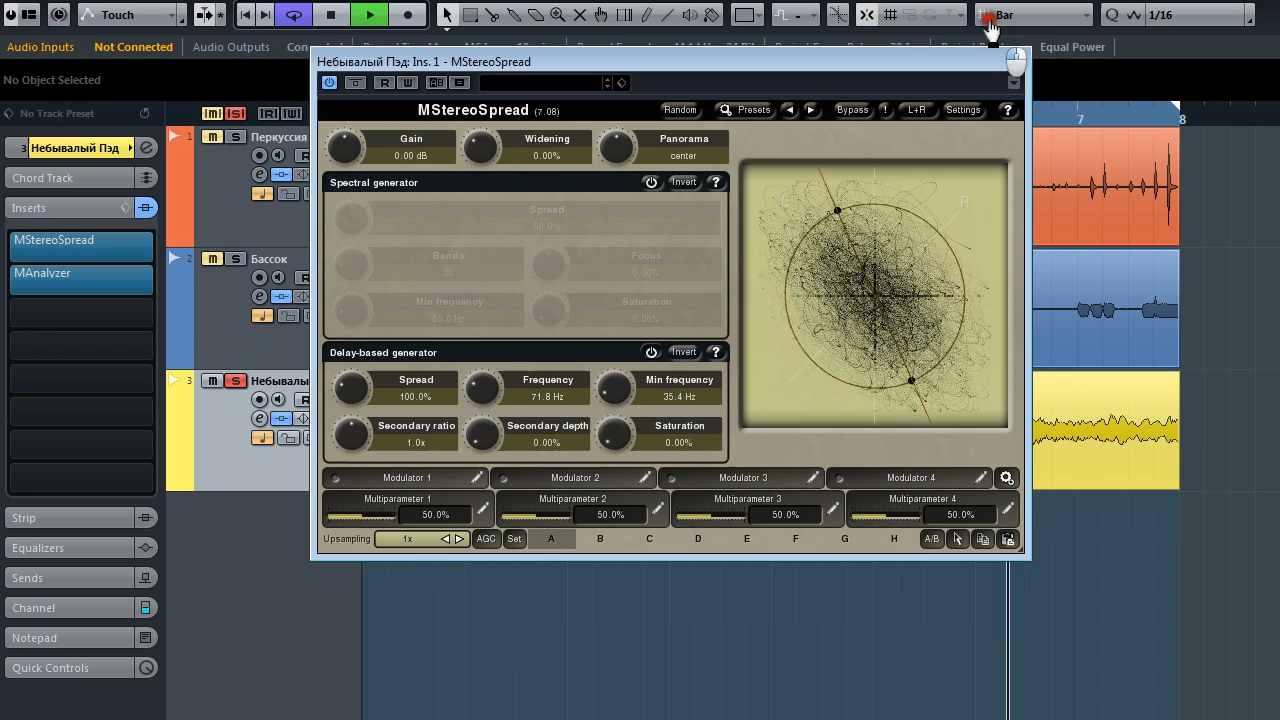 Touch
Bar
1/16
Audio Inputs
Not Connected
Audio Outputs
Equal Power
No Object Selected
Небывалый Пэд: Ins. 1 - MStereoSpread
No Track Preset
R W
MStereoSpread (7.08)
Random
Presets
Bypass
!
L+R
Settings
?
7
8
3 Небывалый Пэд
Chord Track
Inserts
MStereoSpread
MAnalyzer
Strip
Equalizers
Sends
Channel
Notepad
Quick Controls
1 m S Перкуссия
R
2 m S Бассок
R
3 m S Небывалы
R
Gain
0.00 dB
Widening
0.00%
Panorama
center
Spectral generator
Invert
?
Spread
50.0%
Bands
20
Focus
0.00%
Min frequency
50.0 Hz
Saturation
0.00%
Delay-based generator
Invert
?
Spread
100.0%
Frequency
71.8 Hz
Min frequency
35.4 Hz
Secondary ratio
1.0x
Secondary depth
0.00%
Saturation
0.00%
L
R
Modulator 1
Modulator 2
Modulator 3
Modulator 4
Multiparameter 1
50.0%
Multiparameter 2
50.0%
Multiparameter 3
50.0%
Multiparameter 4
50.0%
Upsampling
1x
AGC
Set
A B C D E F G H
A/B